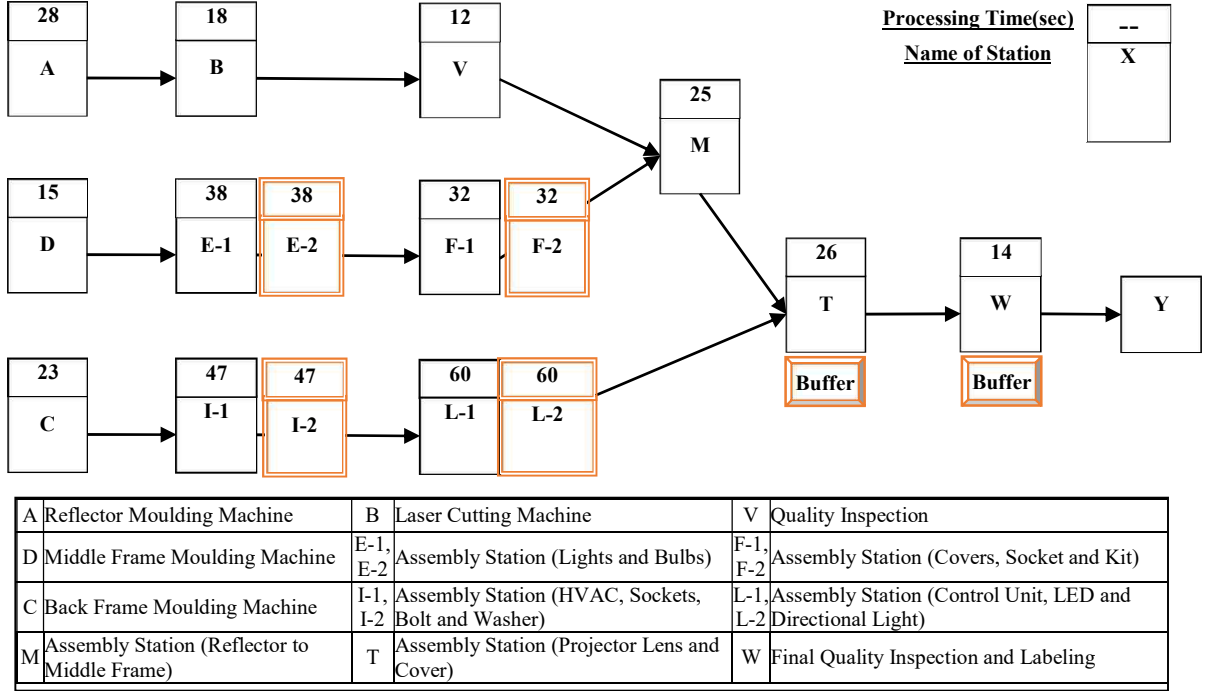 28
18
12
Processing Time(sec)
--
A
B
V
Name of Station
X
25
M
15
38
38
32
32
D
E-1
E-2
F-1
F-2
26
14
T
W
Y
23
47
47
60
60
Buffer
Buffer
C
I-1
I-2
L-1
L-2
A Reflector Moulding Machine B Laser Cutting Machine V Quality Inspection
D Middle Frame Moulding Machine E-1, E-2 Assembly Station (Lights and Bulbs) F-1, F-2 Assembly Station (Covers, Socket and Kit)
C Back Frame Moulding Machine I-1, I-2 Assembly Station (HVAC, Sockets, Bolt and Washer) L-1, L-2 Assembly Station (Control Unit, LED and Directional Light)
M Assembly Station (Reflector to Middle Frame) T Assembly Station (Projector Lens and Cover) W Final Quality Inspection and Labeling